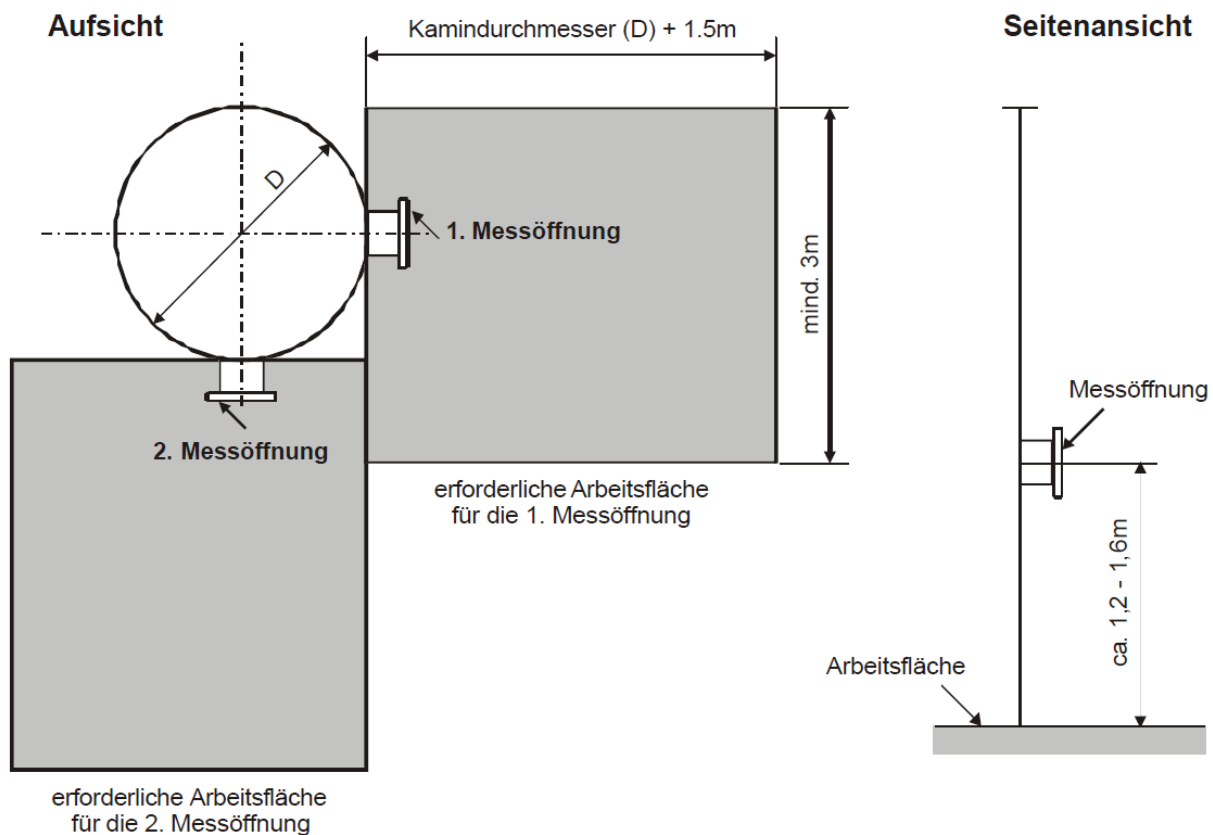 Aufsicht
Kamindurchmesser (D) + 1.5m
Seitenansicht
D
1. Messöffnung
mind. 3m
2. Messöffnung
erforderliche Arbeitsfläche
für die 1. Messöffnung
Messöffnung
ca. 1,2 - 1,6m
Arbeitsfläche
erforderliche Arbeitsfläche
für die 2. Messöffnung